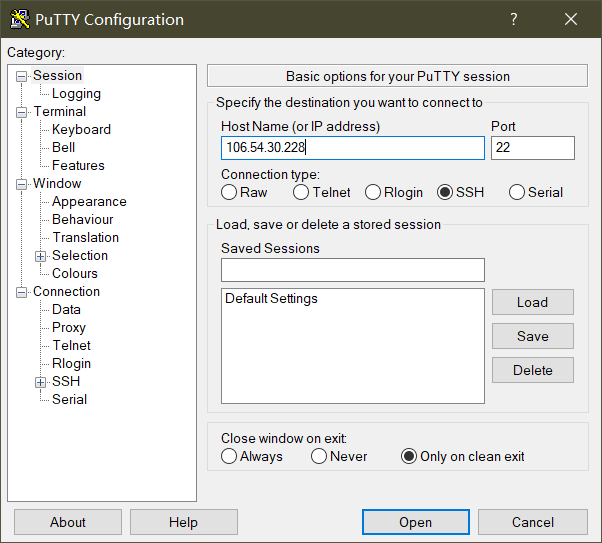 PuTTY Configuration
?
Category:
Session
Logging
Terminal
Keyboard
Bell
Features
Window
Appearance
Behaviour
Translation
Selection
Colours
Connection
Data
Proxy
Telnet
Rlogin
SSH
Serial
Basic options for your PuTTY session
Specify the destination you want to connect to
Host Name (or IP address) Port
106.54.30.228 22
Connection type:
Raw Telnet Rlogin SSH Serial
Load, save or delete a stored session
Saved Sessions
Default Settings
Load
Save
Delete
Close window on exit:
Always Never Only on clean exit
About Help Open Cancel